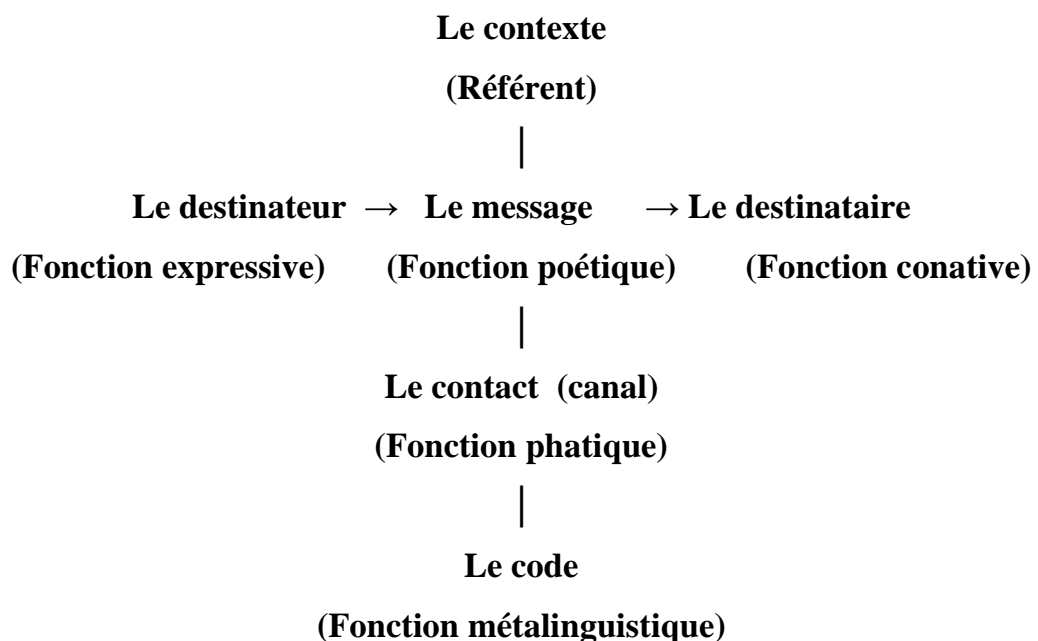 Le contexte
(Référent)
Le destinateur → Le message → Le destinataire
(Fonction expressive) (Fonction poétique) (Fonction conative)
Le contact (canal)
(Fonction phatique)
Le code
(Fonction métalinguistique)